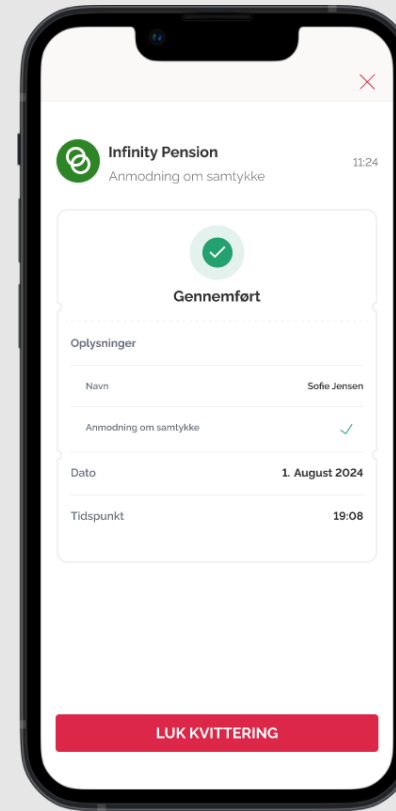 Infinity Pension
11:24
Anmodning om samtykke
Gennemført
Oplysninger
Navn
Sofie Jensen
Anmodning om samtykke
Dato
1. August 2024
Tidspunkt
19:08
LUK KVITTERING